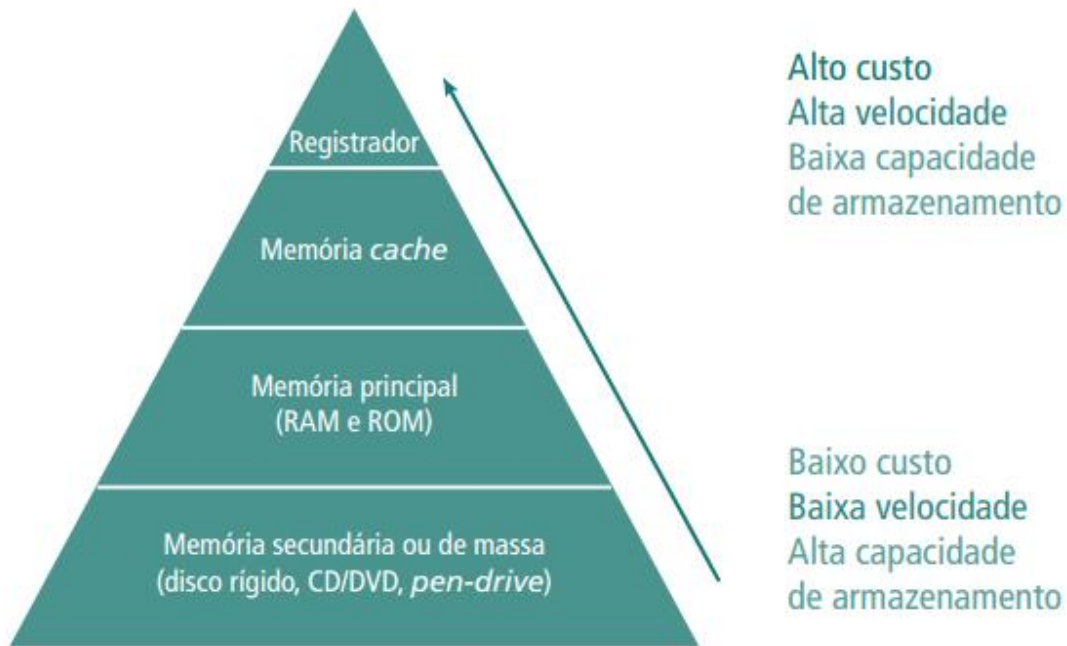 Registrador
Memória cache
Memória principal
(RAM e ROM)
Memória secundária ou de massa
(disco rígido, CD/DVD, pen-drive)
Alto custo
Alta velocidade
Baixa capacidade
de armazenamento
Baixo custo
Baixa velocidade
Alta capacidade
de armazenamento